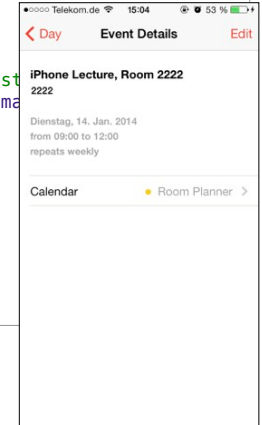 Telekom.de 15:04 53 %
Day Event Details Edit
iPhone Lecture, Room 2222
2222
st
ma
Dienstag, 14. Jan. 2014
from 09:00 to 12:00
repeats weekly
Calendar Room Planner